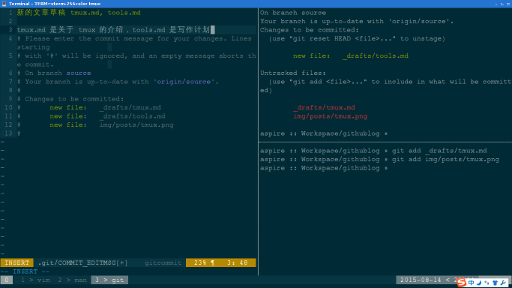 Terminal - TERM=xterm-256color tmux
1 新的文章草稿 tmux.md, tools.md
2
3 tmux.md 是关于 tmux 的介绍，tools.md 是写作计划
4 # Please enter the commit message for your changes. Lines
starting
5 # with '#' will be ignored, and an empty message aborts th
e commit.
6 # On branch source
7 # Your branch is up-to-date with 'origin/source'.
8 #
9 # Changes to be committed:
10 # new file: _drafts/tmux.md
11 # new file: _drafts/tools.md
12 # new file: img/posts/tmux.png
13 #
~
~
~
~
~
~
~
~
~
~
~
~
~
~
INSERT .git/COMMIT_EDITMSG[+] gitcommit 23% ¶ 3: 48
-- INSERT --
On branch source
Your branch is up-to-date with 'origin/source'.
Changes to be committed:
(use "git reset HEAD <file>..." to unstage)
new file: _drafts/tools.md
Untracked files:
(use "git add <file>..." to include in what will be committ
ed)
_drafts/tmux.md
img/posts/tmux.png
aspire :: Workspace/githublog »
aspire :: Workspace/githublog » git add _drafts/tmux.md
aspire :: Workspace/githublog » git add img/posts/tmux.png
aspire :: Workspace/githublog »
0 1 > vim 2 > 3 > git
2015-08-14 <
中